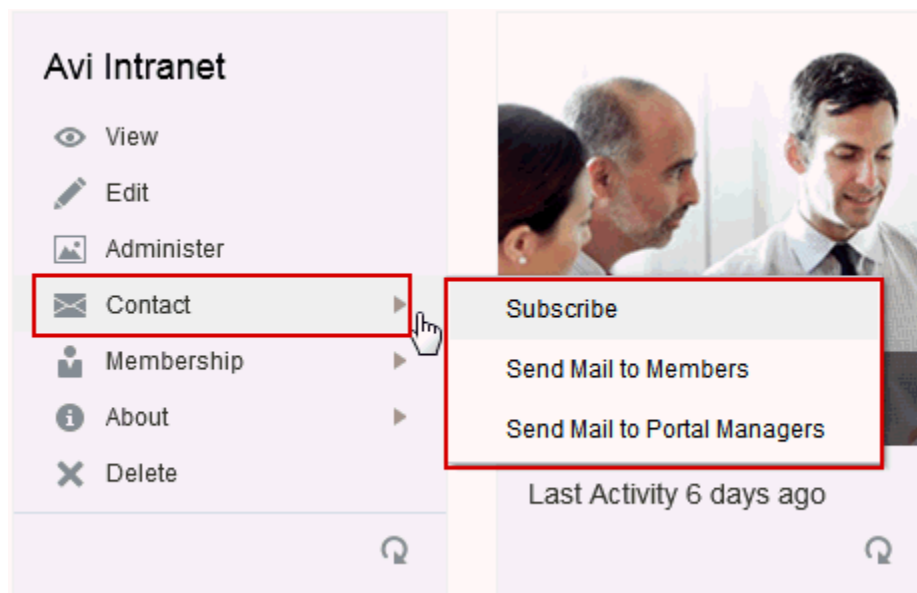 Avi Intranet
View
Edit
Administer
Contact
Membership
About
Delete
Subscribe
Send Mail to Members
Send Mail to Portal Managers
Last Activity 6 days ago